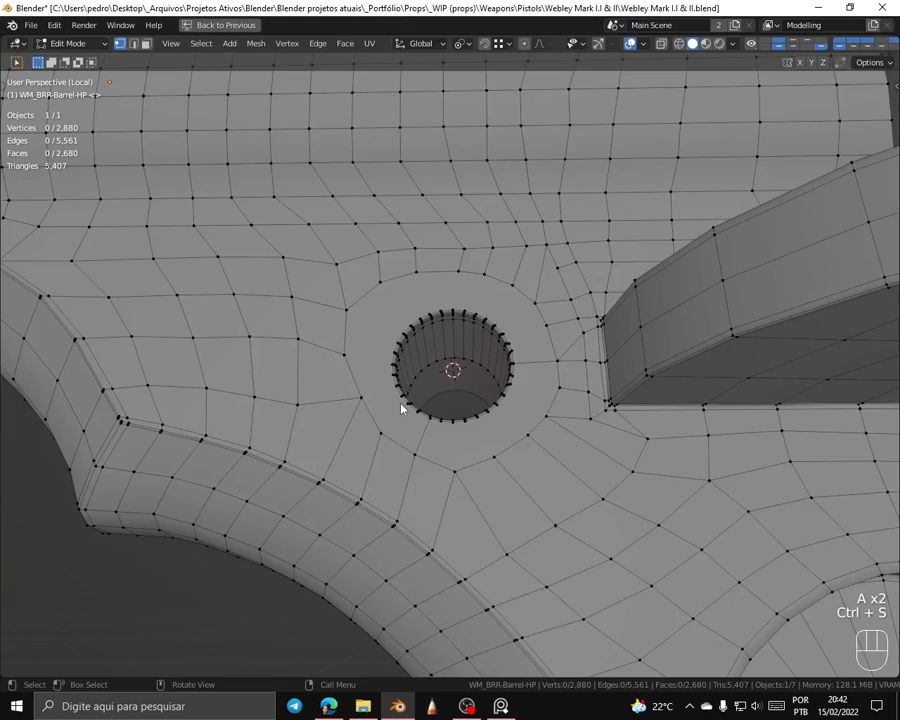 Blender* [C:\Users\pedro\Desktop\_Arquivos\Projetos Ativos\Blender\Blender projetos atuais\_Portfólio\Props\_WIP (props)\Weapons\Pistols\Webley Mark I.I & II\Webley Mark I.I & II.blend]
File Edit Render Window Help Back to Previous Main Scene 2 Modelling
Edit Mode View Select Add Mesh Vertex Edge Face UV Global
X Y Z Options
User Perspective (Local)
(1) WM_BRR-Barrel-HP <>
Objects 1/1
Vertices 0/2,880
Edges 0/5,561
Faces 0/2,680
Triangles 5,407
A x2
Ctrl + S
Select Box Select Rotate View Call Menu WM_BRR-Barrel-HP | Verts:0/2,880 | Edges:0/5,561 | Faces:0/2,680 | Tris:5,407 | Objects:1/7 | Memory: 128.1 MiB | VRAM
Digite aqui para pesquisar 22°C POR 20:42
PTB 15/02/2022